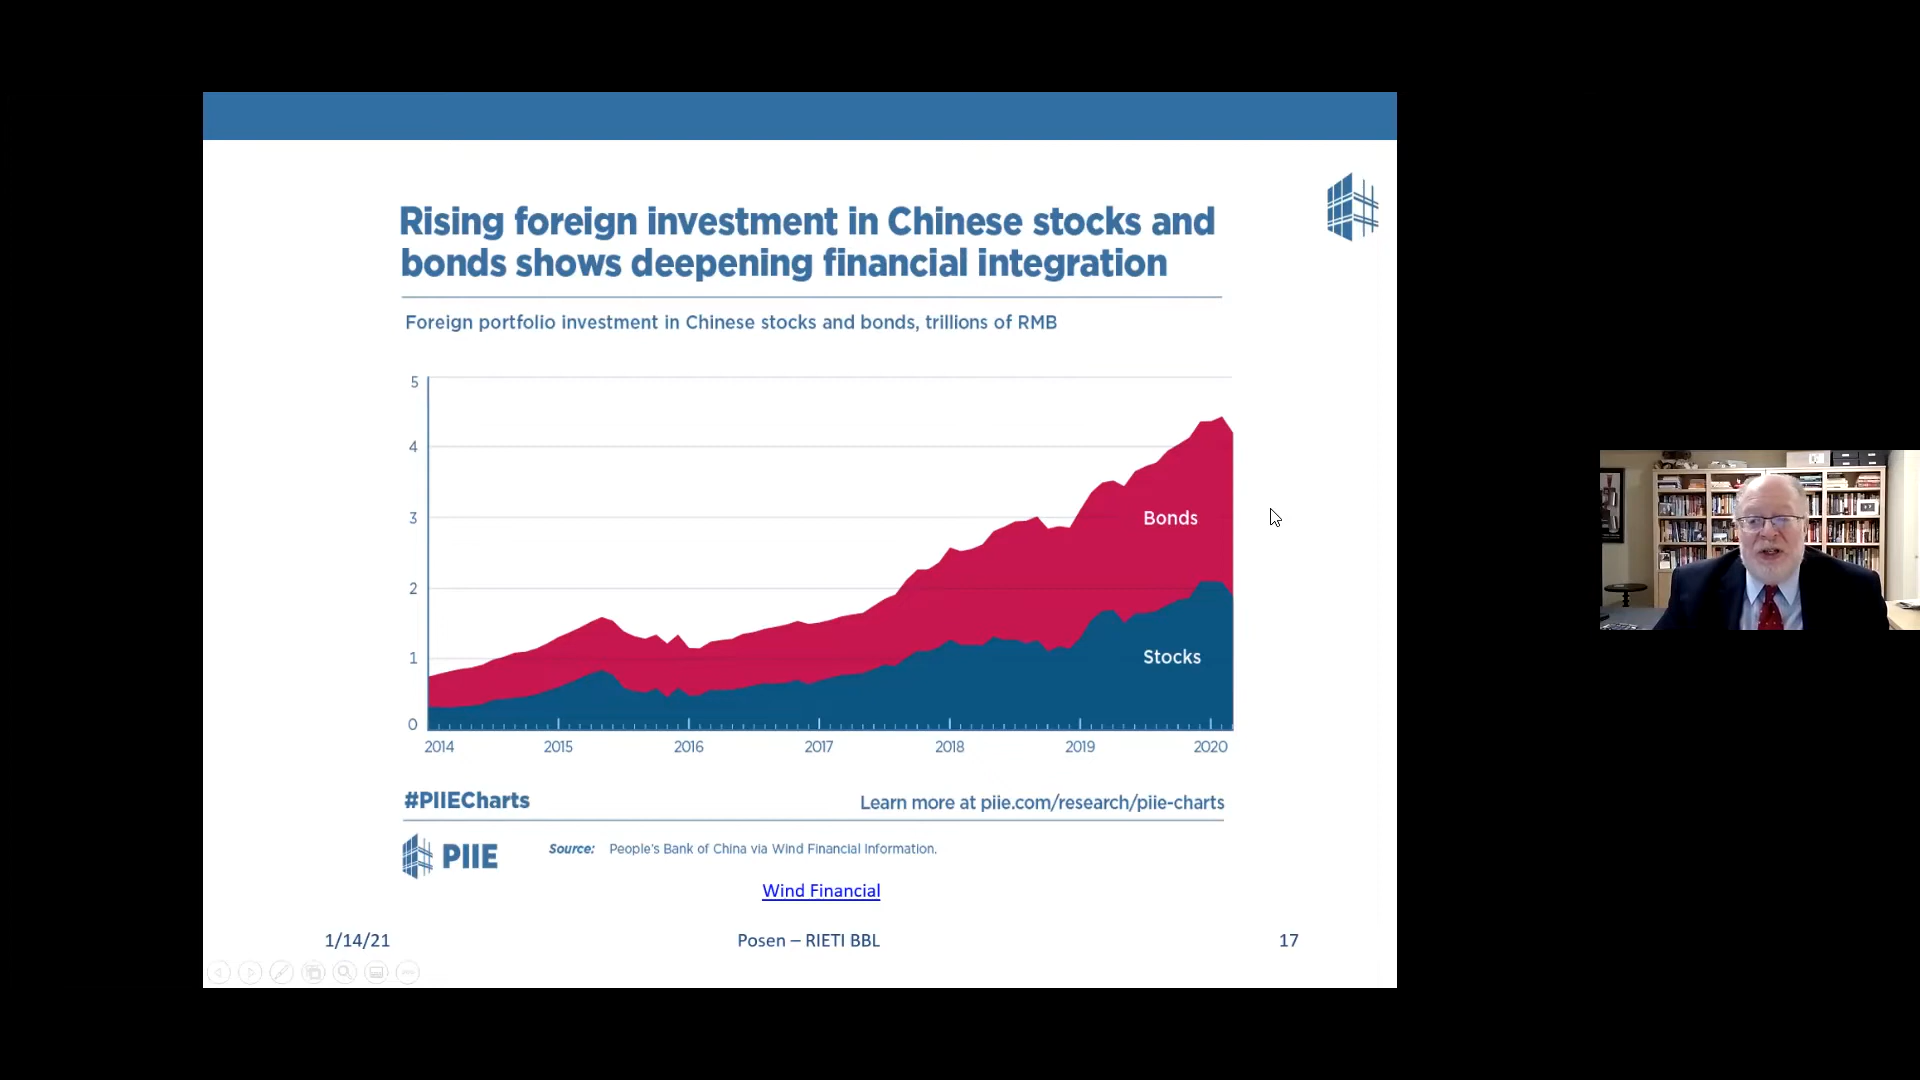 Rising foreign investment in Chinese stocks and
bonds shows deepening financial integration
Foreign portfolio investment in Chinese stocks and bonds, trillions of RMB
5
4
3
2
1
0
Bonds
Stocks
2014 2015 2016 2017 2018 2019 2020
#PIIECharts
Learn more at piie.com/research/piie-charts
PIIE
Source: People's Bank of China via Wind Financial Information.
Wind Financial
1/14/21
Posen – RIETI BBL
17